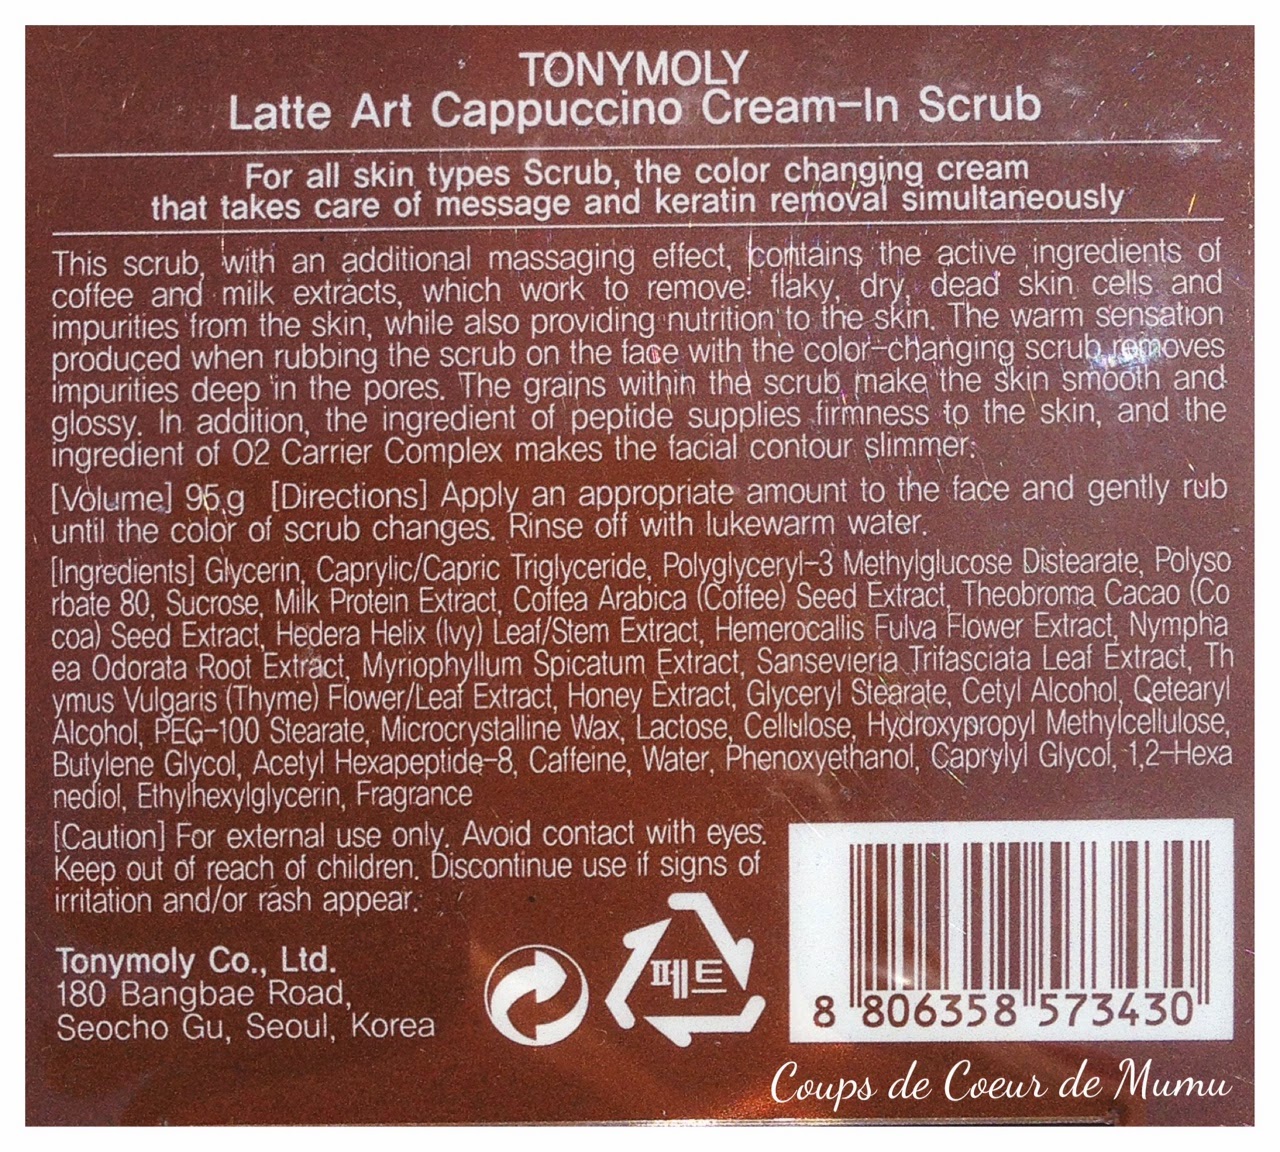 TONYMOLY
Latte Art Cappuccino Cream-In Scrub
For all skin types Scrub, the color changing cream
that takes care of message and keratin removal simultaneously
This scrub, with an additional massaging effect, contains the active ingredients of
coffee and milk extracts, which work to remove flaky, dry, dead skin cells and
impurities from the skin, while also providing nutrition to the skin. The warm sensation
produced when rubbing the scrub on the face with the color-changing scrub removes
impurities deep in the pores. The grains within the scrub make the skin smooth and
glossy. In addition, the ingredient of peptide supplies firmness to the skin, and the
ingredient of O2 Carrier Complex makes the facial contour slimmer.
[Volume] 95g [Directions] Apply an appropriate amount to the face and gently rub
until the color of scrub changes. Rinse off with lukewarm water.
[Ingredients] Glycerin, Caprylic/Capric Triglyceride, Polyglyceryl-3 Methylglucose Distearate, Polyso
rbate 80, Sucrose, Milk Protein Extract, Coffea Arabica (Coffee) Seed Extract, Theobroma Cacao (Co
coa) Seed Extract, Hedera Helix (Ivy) Leaf/Stem Extract, Hemerocallis Fulva Flower Extract, Nympha
ea Odorata Root Extract, Myriophyllum Spicatum Extract, Sansevieria Trifasciata Leaf Extract, Th
ymus Vulgaris (Thyme) Flower/Leaf Extract, Honey Extract, Glyceryl Stearate, Cetyl Alcohol, Cetearyl
Alcohol, PEG-100 Stearate, Microcrystalline Wax, Lactose, Cellulose, Hydroxypropyl Methylcellulose,
Butylene Glycol, Acetyl Hexapeptide-8, Caffeine, Water, Phenoxyethanol, Caprylyl Glycol, 1,2-Hexa
nediol, Ethylhexylglycerin, Fragrance
[Caution] For external use only. Avoid contact with eyes.
Keep out of reach of children. Discontinue use if signs of
irritation and/or rash appear.
Tonymoly Co., Ltd.
180 Bangbae Road,
Seocho Gu, Seoul, Korea
페트
8 806358 573430
Coups de Coeur de Mumu